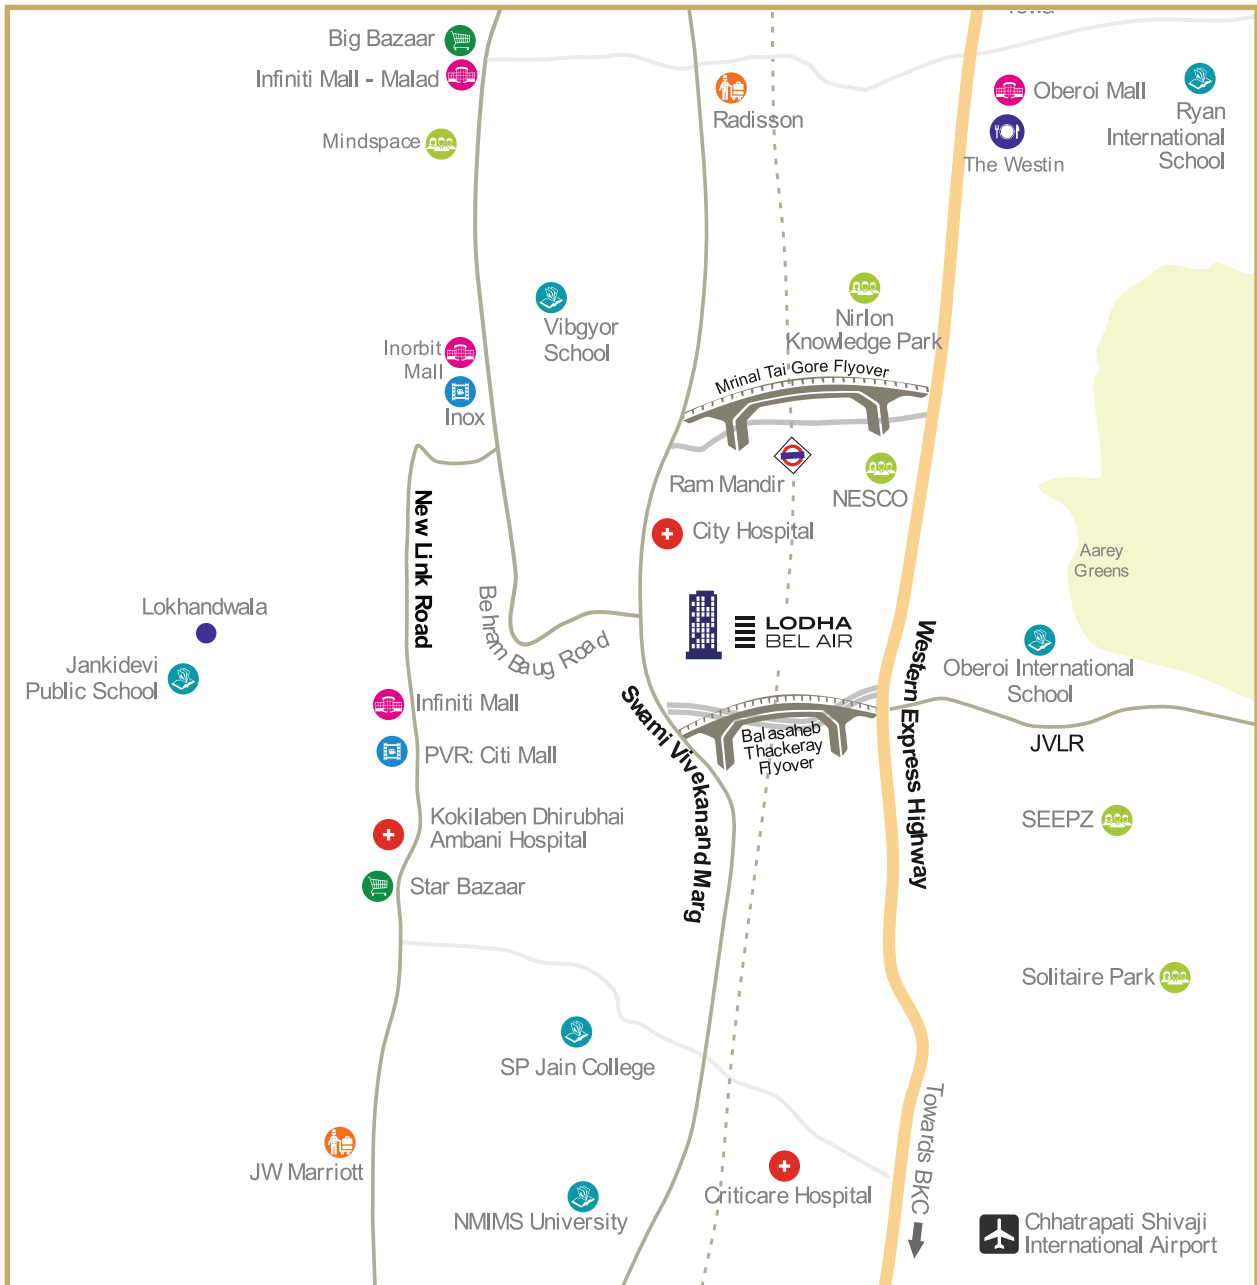 Big Bazaar
Infiniti Mall - Malad
Mindspace
Radisson
Oberoi Mall
The Westin
Ryan
International
School
Vibgyor
School
Nirlon
Knowledge Park
Inorbit
Mall
Inox
Mrinal Tai Gore Flyover
Ram Mandir
NESCO
City Hospital
New Link Road
Behram Baug Road
Aarey
Greens
Lokhandwala
Jankidevi
Public School
LODHA
BEL AIR
Oberoi International
School
Infiniti Mall
PVR: Citi Mall
Swami Vivekanand Marg
Balasaheb
Thackeray
Flyover
Western Express Highway
JVLR
Kokilaben Dhirubhai
Ambani Hospital
Star Bazaar
SEEPZ
Solitaire Park
SP Jain College
JW Marriott
NMIMS University
Criticare Hospital
Towards BKC
Chhatrapati Shivaji
International Airport